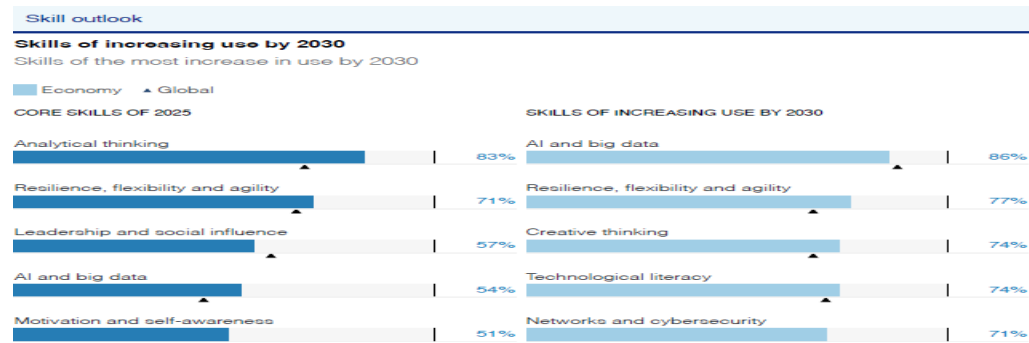 Skill outlook
Skills of increasing use by 2030
Skills of the most increase in use by 2030
Economy Global
CORE SKILLS OF 2025
Analytical thinking
83%
Resilience, flexibility and agility
71%
Leadership and social influence
57%
AI and big data
54%
Motivation and self-awareness
51%
SKILLS OF INCREASING USE BY 2030
AI and big data
86%
Resilience, flexibility and agility
77%
Creative thinking
74%
Technological literacy
74%
Networks and cybersecurity
71%